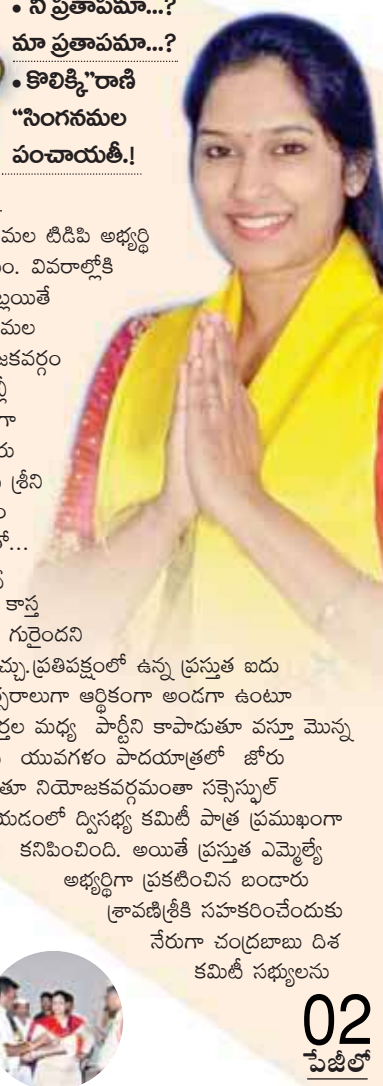 • నీ ప్రతాపమా...?
మా ప్రతాపమా...?
• కొలిక్కి"రాని
"సింగనమల
పంచాయతీ.!
మల టిడిపి అభ్యర్థి
ం. వివరాల్లోకి
ల్లయితే
మల
జకవర్గం
గా
రు
శ్రీని
ం
లో...
కాస్త
గురైందని
చ్చు.ప్రతిపక్షంలో ఉన్న ప్రస్తుత ఐదు
త్సరాలుగా ఆర్థికంగా అండగా ఉంటూ
ర్తల మధ్య పార్టీని కాపాడుతూ వస్తూ మొన్న
యువగళం పాదయాత్రలో జోరు
తూ నియోజకవర్గమంతా సక్సెస్ఫుల్
యడంలో ద్విసభ్య కమిటీ పాత్ర ప్రముఖంగా
కనిపించింది. అయితే ప్రస్తుత ఎమ్మెల్యే
అభ్యర్థిగా ప్రకటించిన బండారు
శ్రావణిశ్రీకి సహకరించేందుకు
నేరుగా చంద్రబాబు దిశ
కమిటీ సభ్యులను
02
పేజీలో